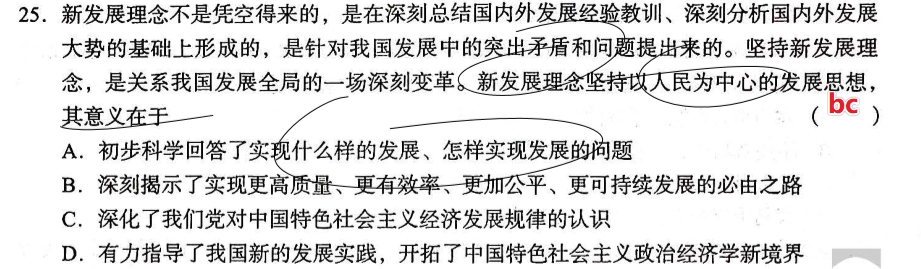 25．新发展理念不是凭空得来的，是在深刻总结国内外发展经验教训、深刻分析国内外发展
大势的基础上形成的，是针对我国发展中的突出矛盾和问题提出来的。坚持新发展理
念，是关系我国发展全局的一场深刻变革。新发展理念坚持以人民为中心的发展思想，
其意义在于 （ bc ）
A．初步科学回答了实现什么样的发展、怎样实现发展的问题
B．深刻揭示了实现更高质量、更有效率、更加公平、更可持续发展的必由之路
C．深化了我们党对中国特色社会主义经济发展规律的认识
D．有力指导了我国新的发展实践，开拓了中国特色社会主义政治经济学新境界